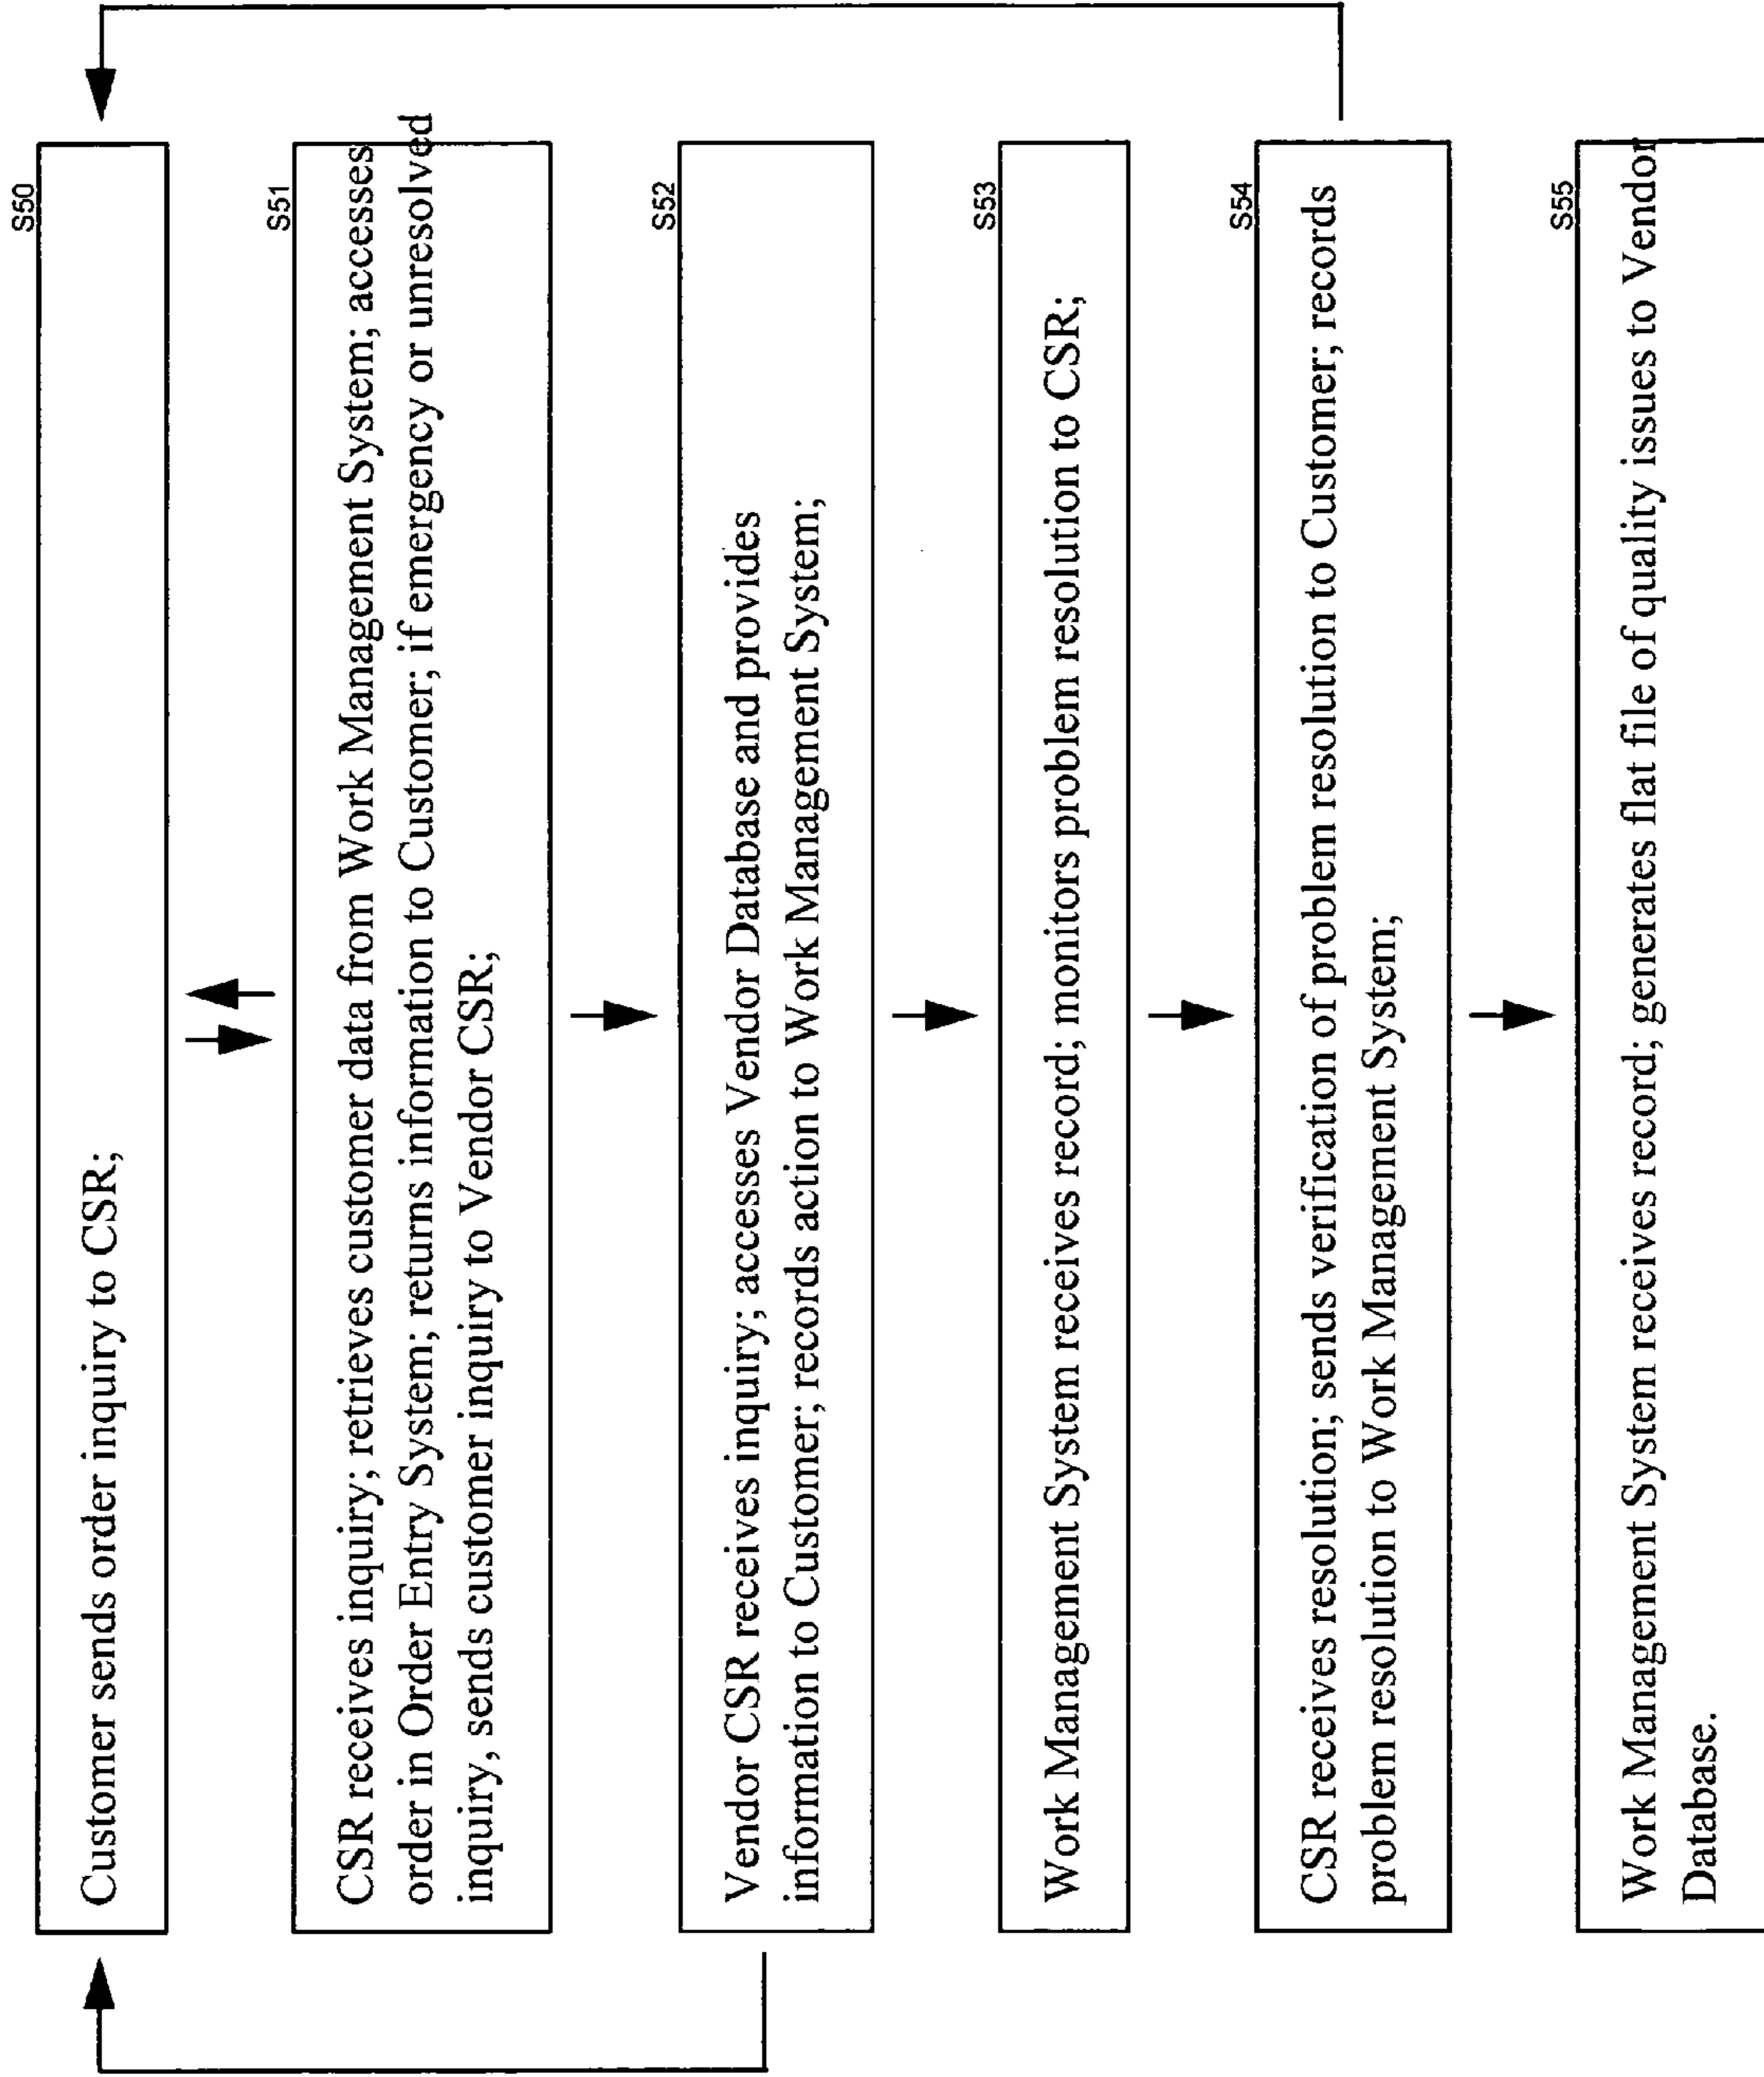 S50
Customer sends order inquiry to CSR;
S51
CSR receives inquiry; retrieves customer data from Work Management System; accesses
order in Order Entry System; returns information to Customer; if emergency or unresolved
inquiry, sends customer inquiry to Vendor CSR;
S52
Vendor CSR receives inquiry; accesses Vendor Database and provides
information to Customer; records action to Work Management System;
S53
Work Management System receives record; monitors problem resolution to CSR;
S54
CSR receives resolution; sends verification of problem resolution to Customer; records
problem resolution to Work Management System;
S55
Work Management System receives record; generates flat file of quality issues to Vendor
Database.